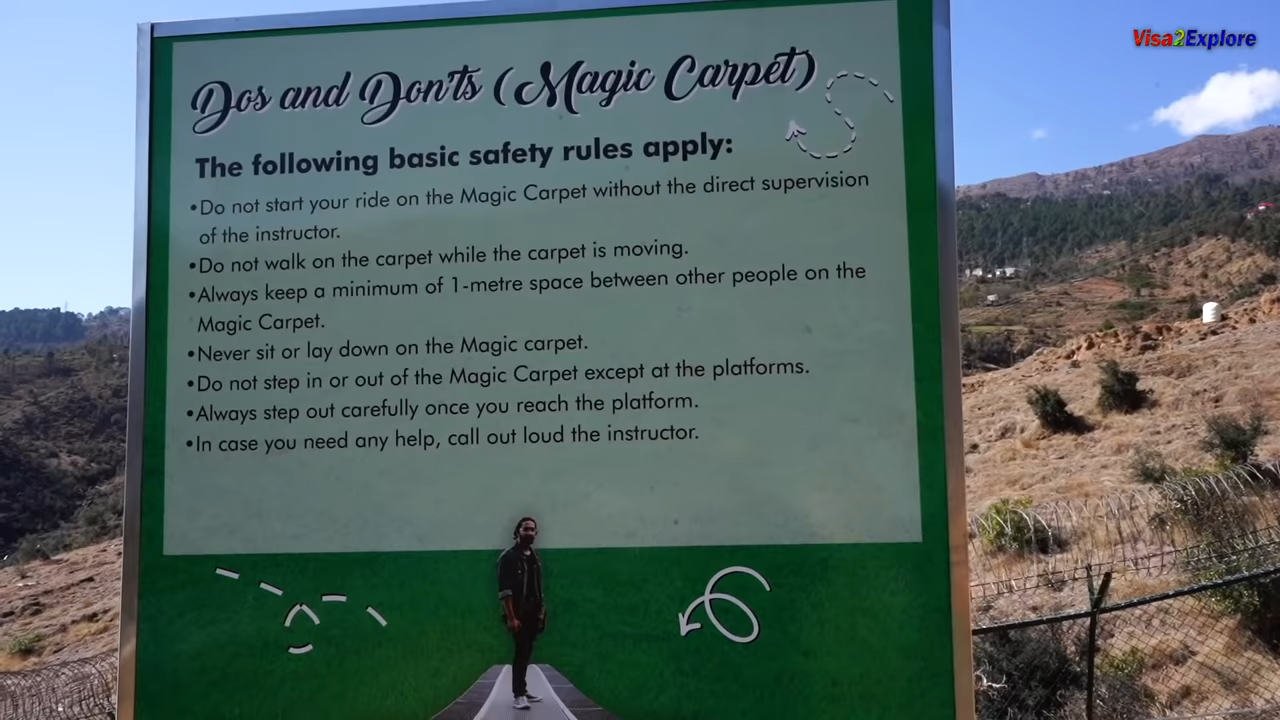 Visa2Explore
Dos and Don'ts (Magic Carpet)
The following basic safety rules apply:
•Do not start your ride on the Magic Carpet without the direct supervision
of the instructor.
•Do not walk on the carpet while the carpet is moving.
•Always keep a minimum of 1-metre space between other people on the
Magic Carpet.
•Never sit or lay down on the Magic carpet.
•Do not step in or out of the Magic Carpet except at the platforms.
•Always step out carefully once you reach the platform.
•In case you need any help, call out loud the instructor.